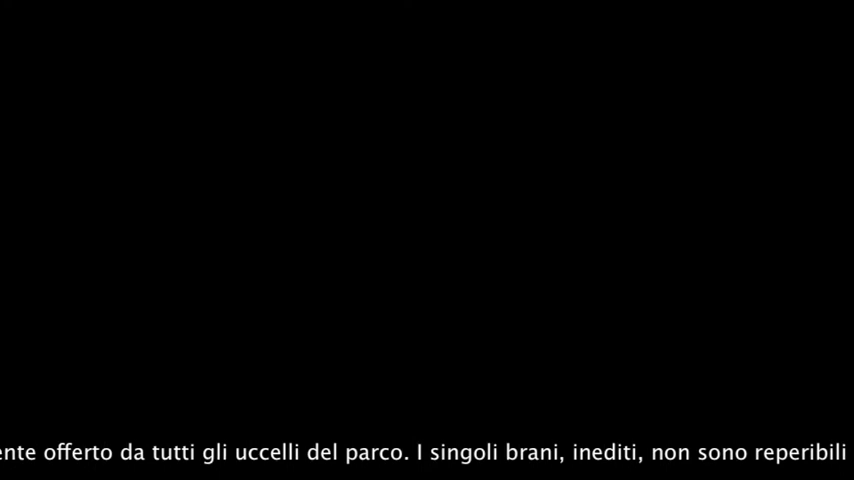 ente offerto da tutti gli uccelli del parco. I singoli brani, inediti, non sono reperibili